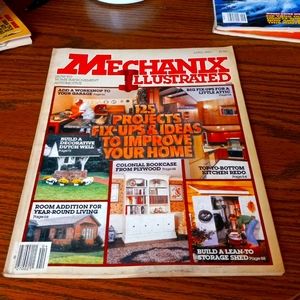 MECHANIX
ILLUSTRATED
HOME IMPROVEMENT
ADD A WORKSHOP TO
YOUR GARAGE
BIG FIX-UPS FOR A
LITTLE ATTIC
125
PROJECTS
FIX-UPS & IDEAS
TO IMPROVE
YOUR HOME
BUILD A
DECORATIVE
DUTCH WELL
COLONIAL BOOKCASE
FROM PLYWOOD
TOP-TO-BOTTOM
KITCHEN REDO
ROOM ADDITION FOR
YEAR-ROUND LIVING
BUILD A LEAN-TO
STORAGE SHED